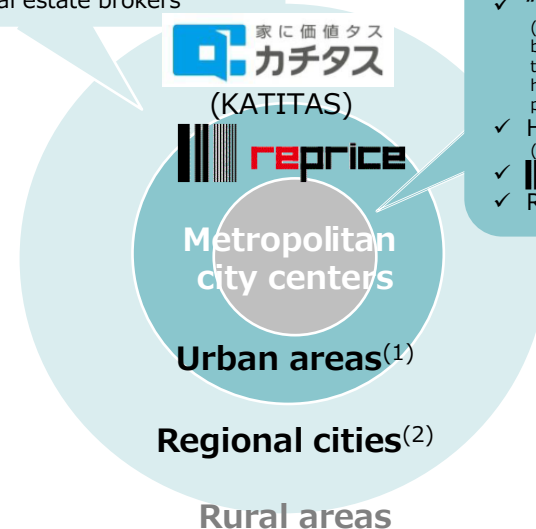 real estate brokers
家に価値タス
カチタス
(KATITAS)
reprice
Metropolitan
city centers
Urban areas(1)
Regional cities(2)
Rural areas